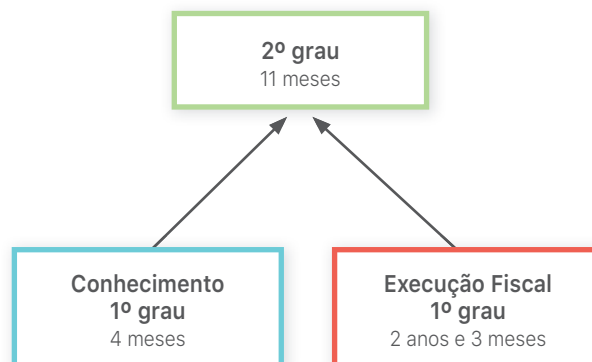 2º grau
11 meses
Conhecimento
1º grau
4 meses
Execução Fiscal
1º grau
2 anos e 3 meses